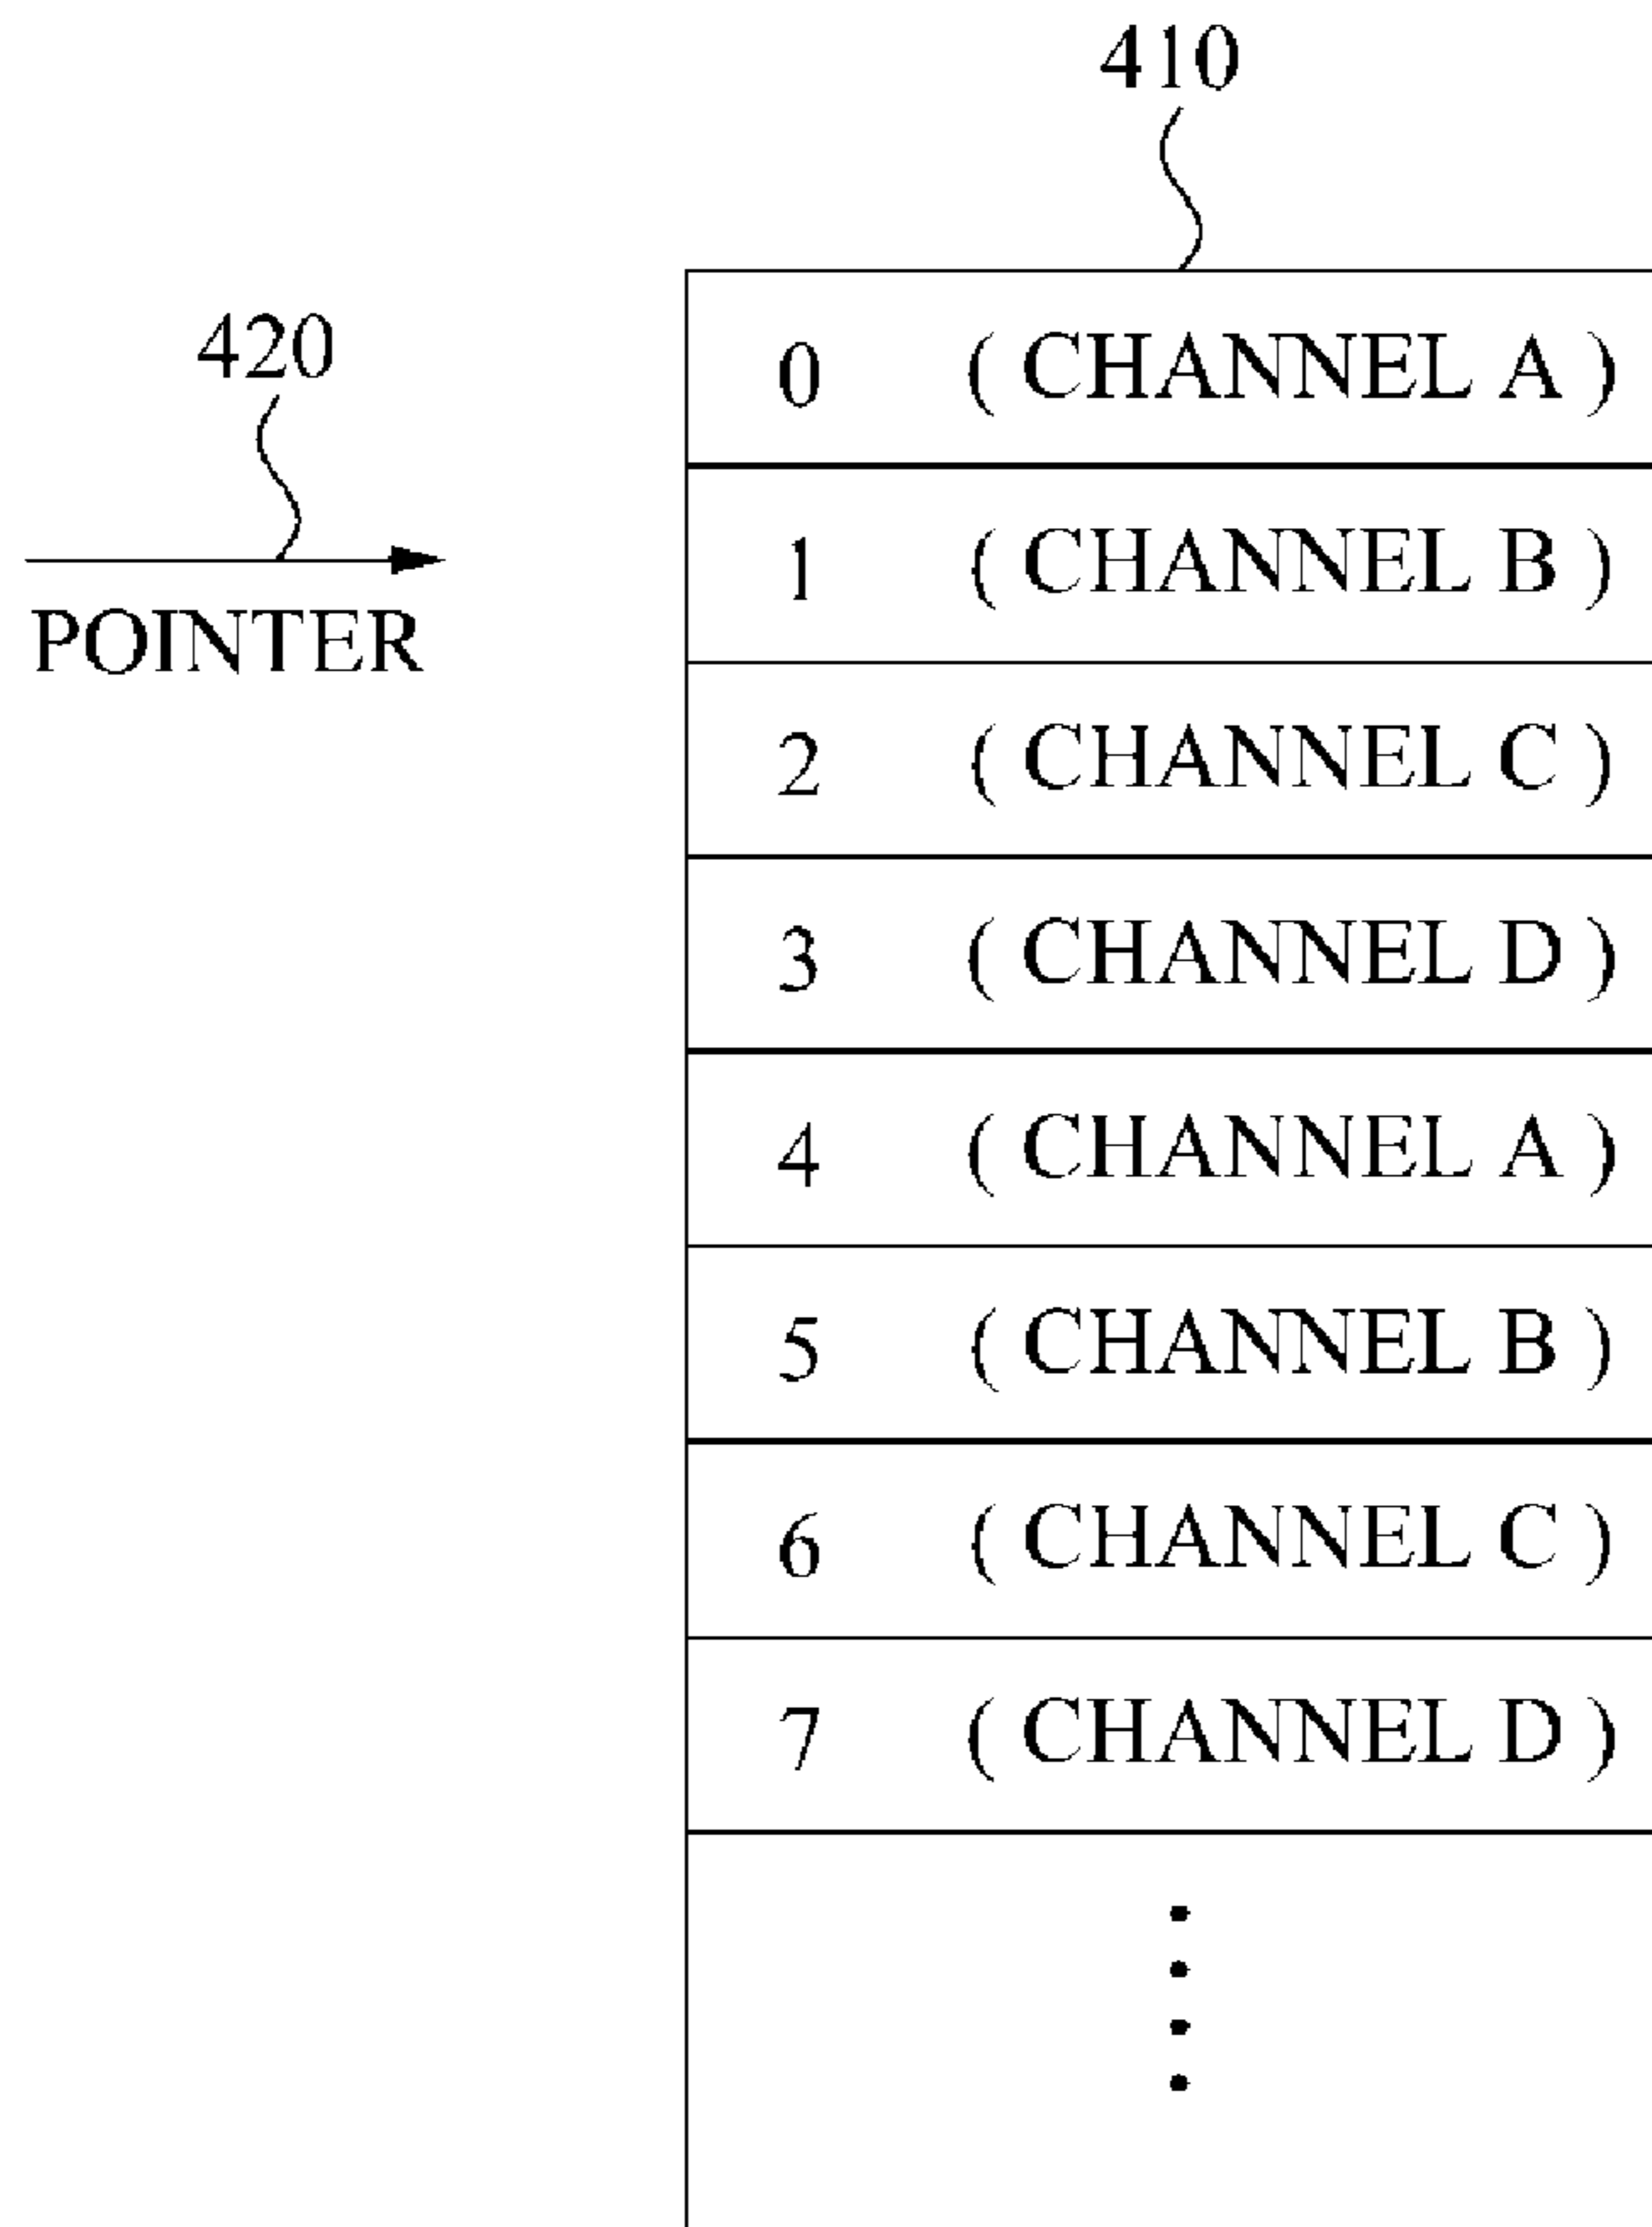 410
420
POINTER
0 ( CHANNEL A )
1 ( CHANNEL B )
2 ( CHANNEL C )
3 ( CHANNEL D )
4 ( CHANNEL A )
5 ( CHANNEL B )
6 ( CHANNEL C )
7 ( CHANNEL D )